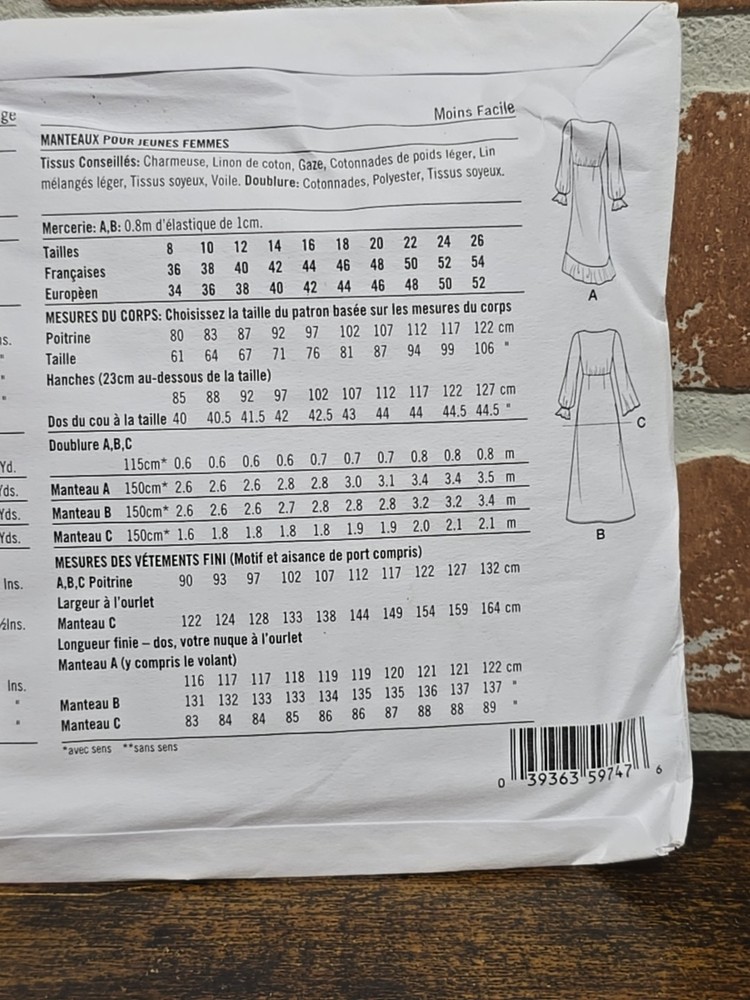 ge
Moins Facile
MANTEAUX POUR JEUNES FEMMES
Tissus Conseillés: Charmeuse, Linon de coton, Gaze, Cotonnades de poids léger, Lin
mélangés léger, Tissus soyeux, Voile. Doublure: Cotonnades, Polyester, Tissus soyeux.
Mercerie: A,B: 0.8m d'élastique de 1cm.
Tailles 8 10 12 14 16 18 20 22 24 26
Françaises 36 38 40 42 44 46 48 50 52 54
Europèen 34 36 38 40 42 44 46 48 50 52
MESURES DU CORPS: Choisissez la taille du patron basée sur les mesures du corps
Poitrine 80 83 87 92 97 102 107 112 117 122 cm
Taille 61 64 67 71 76 81 87 94 99 106 "
Hanches (23cm au-dessous de la taille)
85 88 92 97 102 107 112 117 122 127 cm
Dos du cou à la taille 40 40.5 41.5 42 42.5 43 44 44 44.5 44.5 "
Doublure A,B,C
115cm* 0.6 0.6 0.6 0.6 0.7 0.7 0.7 0.8 0.8 0.8 m
Manteau A 150cm* 2.6 2.6 2.6 2.8 2.8 3.0 3.1 3.4 3.4 3.5 m
Manteau B 150cm* 2.6 2.6 2.6 2.7 2.8 2.8 2.8 3.2 3.2 3.4 m
Manteau C 150cm* 1.6 1.8 1.8 1.8 1.8 1.9 1.9 2.0 2.1 2.1 m
MESURES DES VÉTEMENTS FINI (Motif et aisance de port compris)
A,B,C Poitrine 90 93 97 102 107 112 117 122 127 132 cm
Largeur à l'ourlet
Manteau C 122 124 128 133 138 144 149 154 159 164 cm
Longueur finie – dos, votre nuque à l'ourlet
Manteau A (y compris le volant)
116 117 117 118 119 119 120 121 121 122 cm
Manteau B 131 132 133 133 134 135 135 136 137 137 "
Manteau C 83 84 84 85 86 86 87 88 88 89 "
*avec sens **sans sens
s.
"
"
"
Yd.
Yds.
Yds.
Yds.
Ins.
½Ins.
Ins.
"
"
A
C
B
0 39363 59747 6